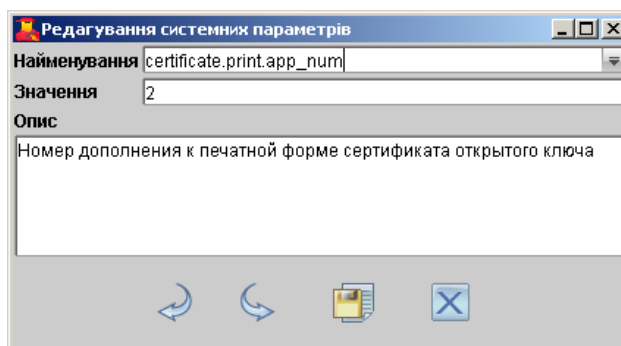 Редагування системних параметрів
Найменування certificate.print.app_num
Значення 2
Опис
Номер дополнения к печатной форме сертификата открытого ключа